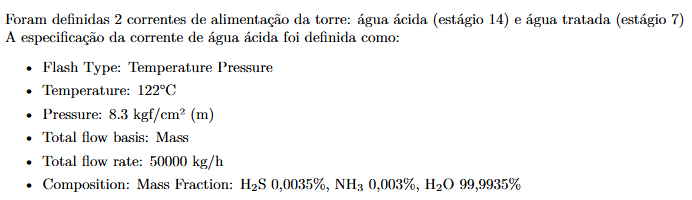 Foram definidas 2 correntes de alimentação da torre: água ácida (estágio 14) e água tratada (estágio 7)
A especificação da corrente de água ácida foi definida como:
• Flash Type: Temperature Pressure
• Temperature: 122°C
• Pressure: 8.3 kgf/cm² (m)
• Total flow basis: Mass
• Total flow rate: 50000 kg/h
• Composition: Mass Fraction: H₂S 0,0035%, NH₃ 0,003%, H₂O 99,9935%